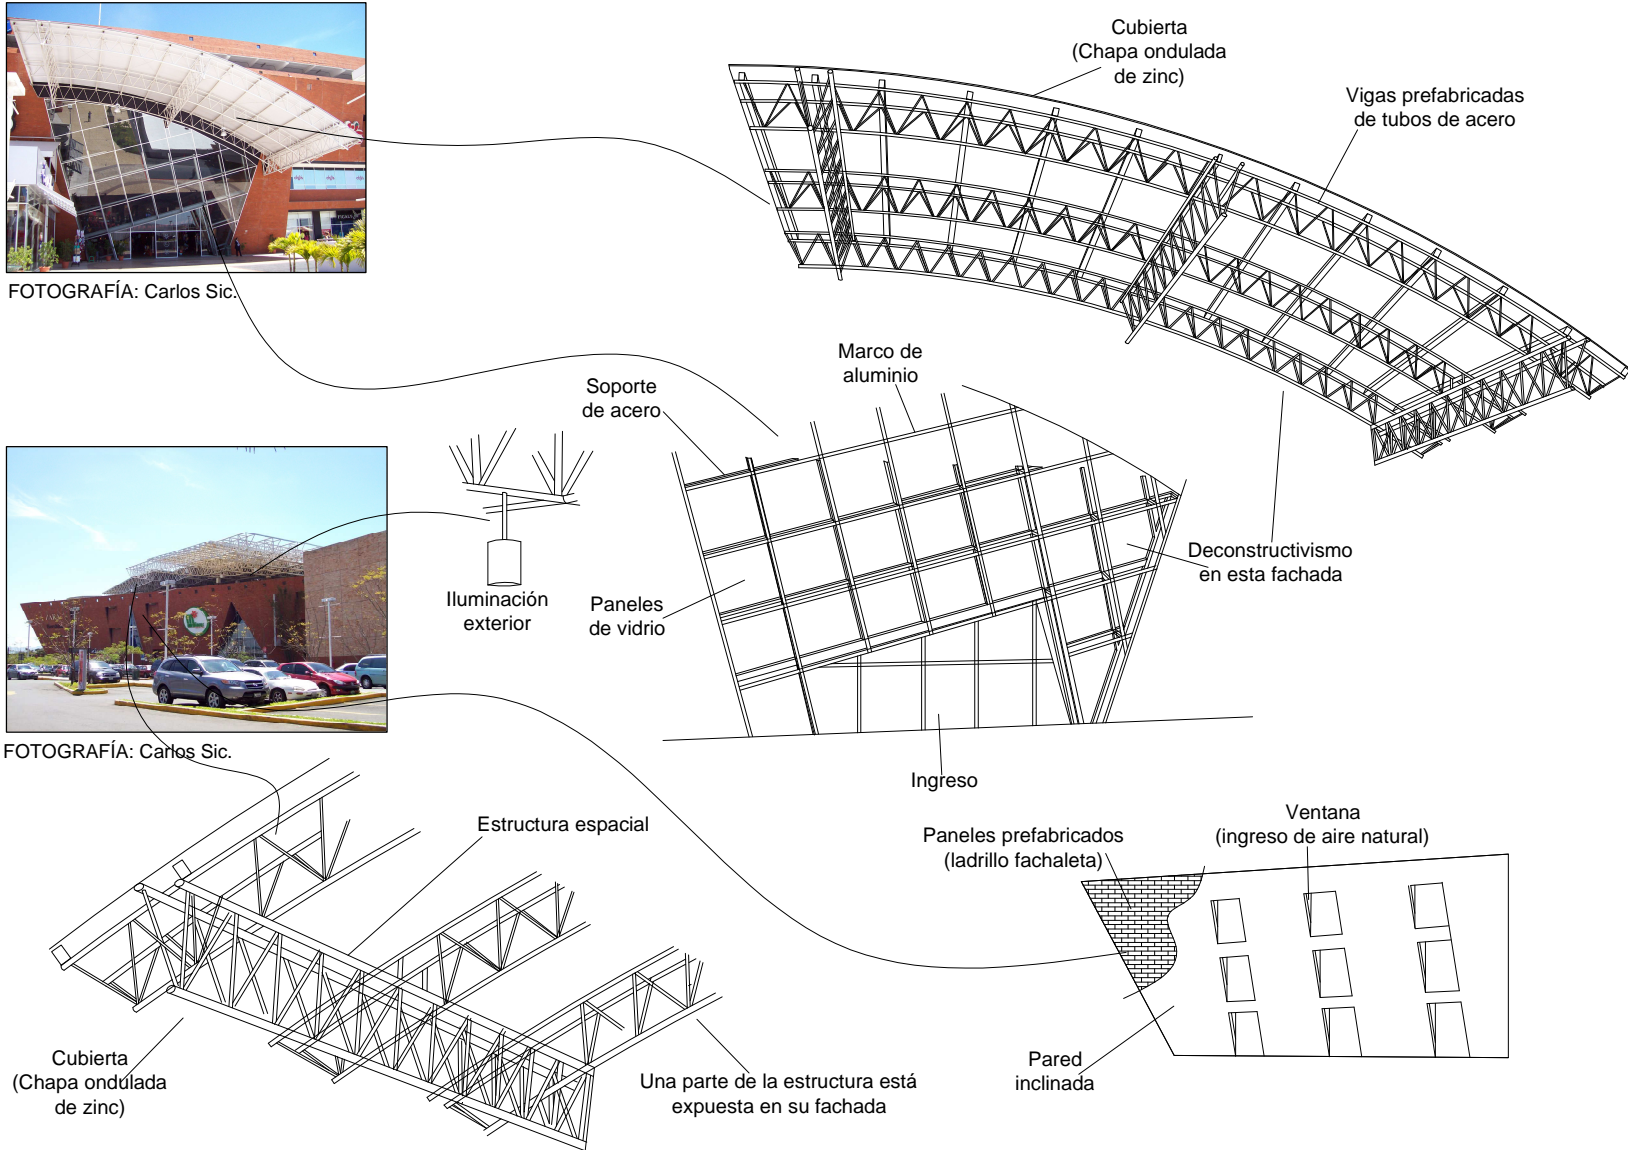 Cubierta
(Chapa ondulada
de zinc)
Vigas prefabricadas
de tubos de acero
FOTOGRAFÍA: Carlos Sic.
Marco de
aluminio
Soporte
de acero
Deconstructivismo
en esta fachada
Iluminación
exterior
Paneles
de vidrio
FOTOGRAFÍA: Carlos Sic.
Ingreso
Estructura espacial
Ventana
(ingreso de aire natural)
Paneles prefabricados
(ladrillo fachaleta)
Cubierta
(Chapa ondulada
de zinc)
Una parte de la estructura está
expuesta en su fachada
Pared
inclinada